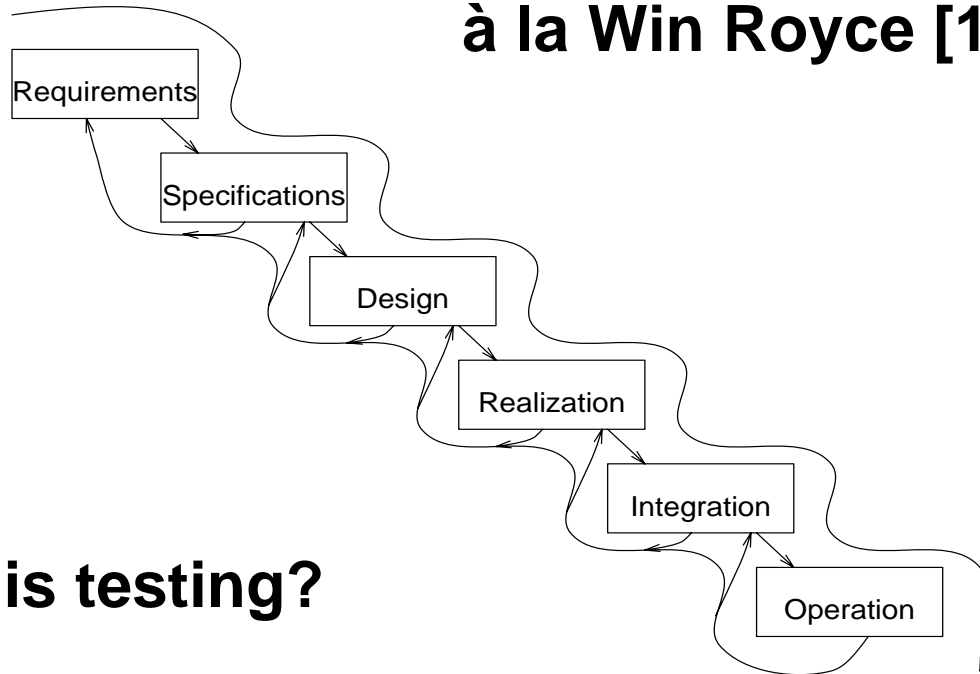 à la Win Royce [1
Requirements
Specifications
Design
Realization
Integration
is testing?
Operation